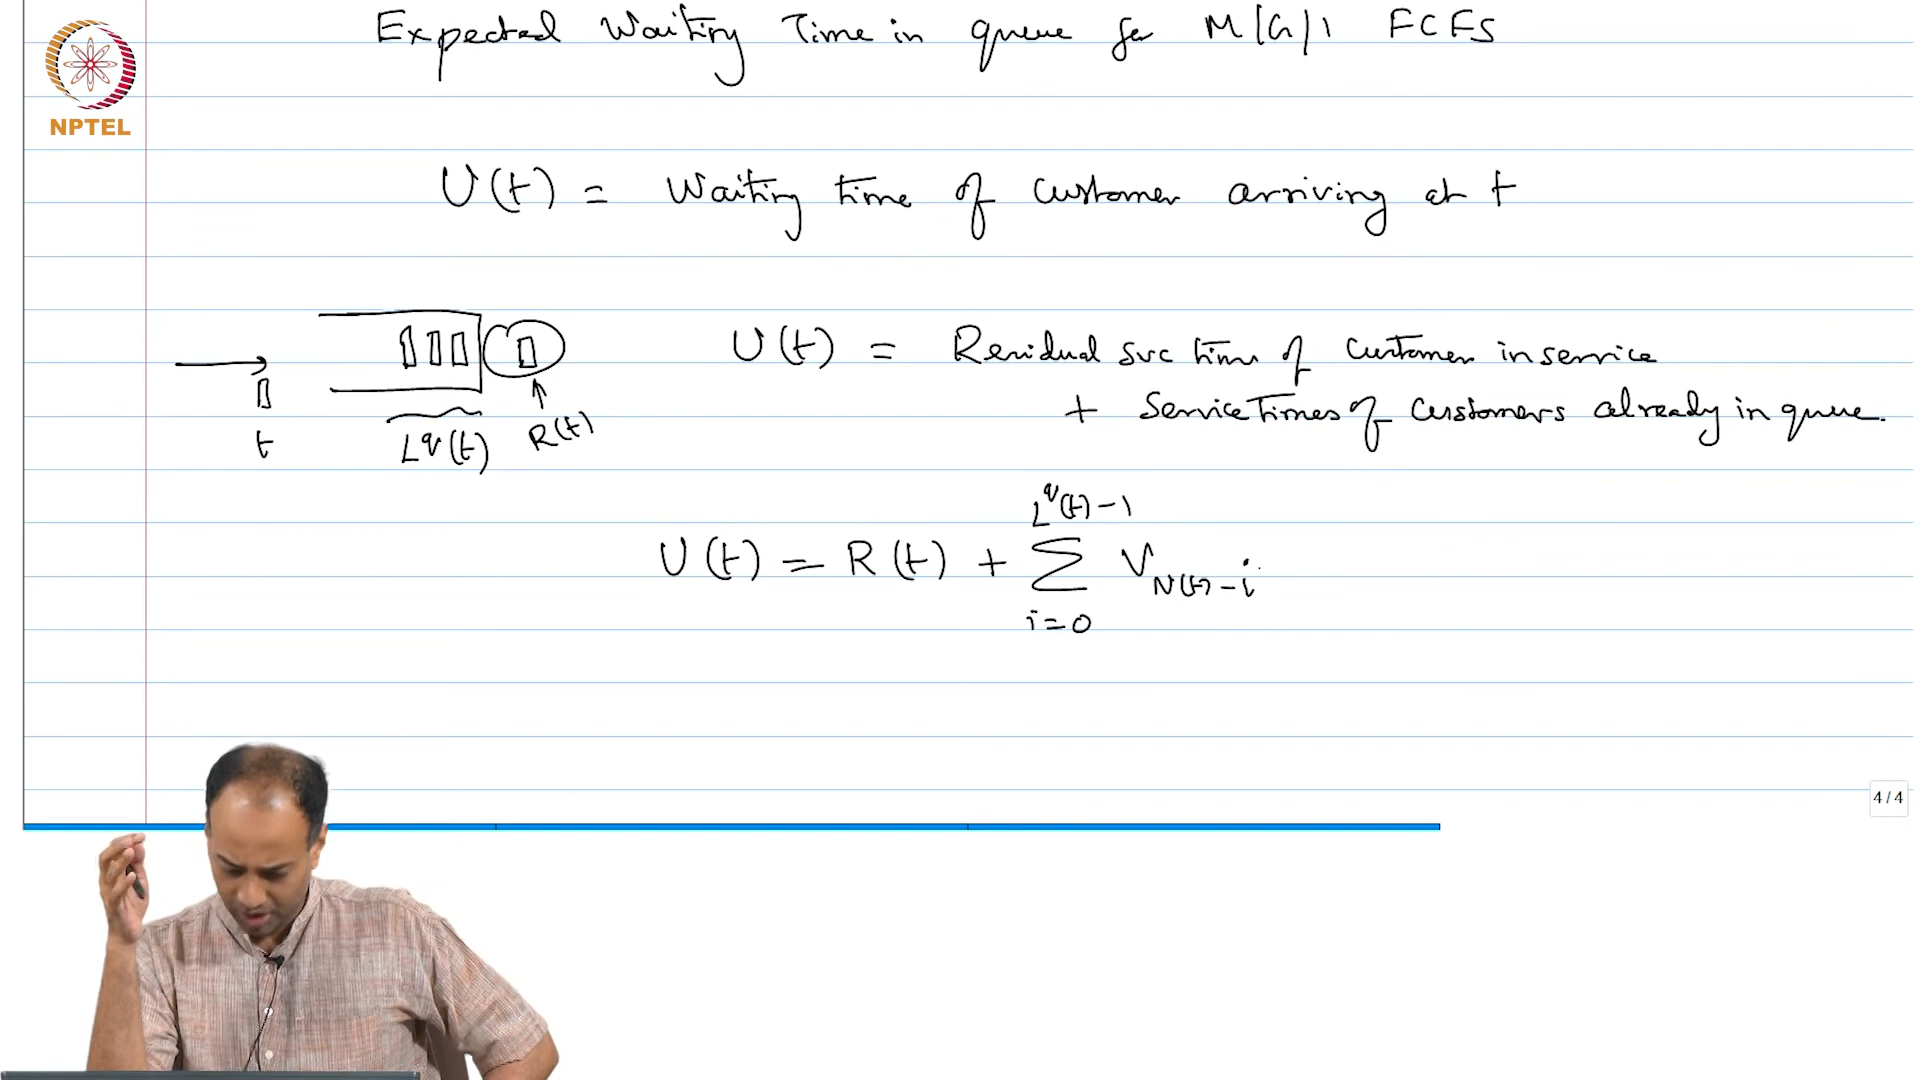 Expected Waiting Time in queue for M/G/1 FCFS
NPTEL
U(t) = Waiting time of customer arriving at t
U(t) = Residual svc time of customer in service
+ Service Times of customers already in queue.
t
L^q(t)
R(t)
U(t) = R(t) + \sum_{i=0}^{L^q(t)-1} V_{N(t)-i}
4 / 4